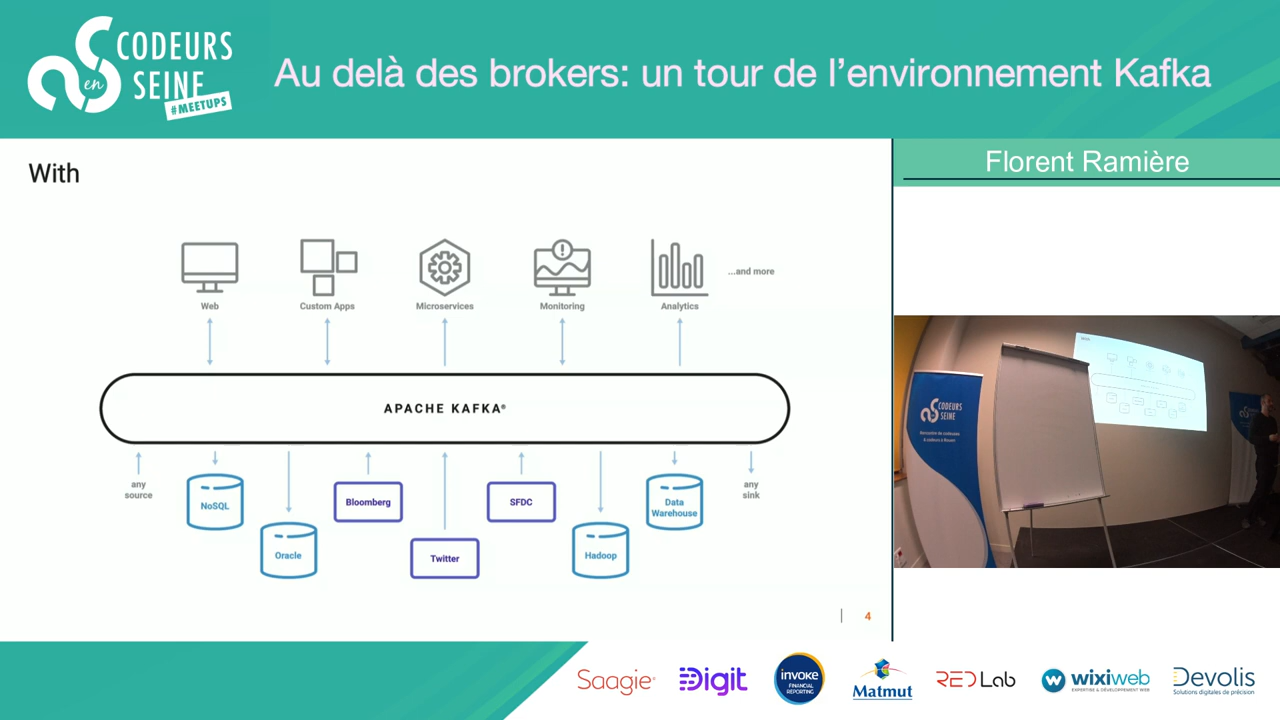 CODEURS
en
SEINE
#MEETUPS
Au delà des brokers: un tour de l'environnement Kafka
Florent Ramière
With
Web
Custom Apps
Microservices
Monitoring
Analytics
...and more
APACHE KAFKA®
any
source
NoSQL
Oracle
Bloomberg
Twitter
SFDC
Hadoop
Data
Warehouse
any
sink
4
CODEURS
SEINE
Saagie
Digit
invoke
FINANCIAL
REPORTING
Matmut
RED Lab
wixiweb
EXPERTISE & DÉVELOPPEMENT WEB
Devolis
Solutions digitales de précision